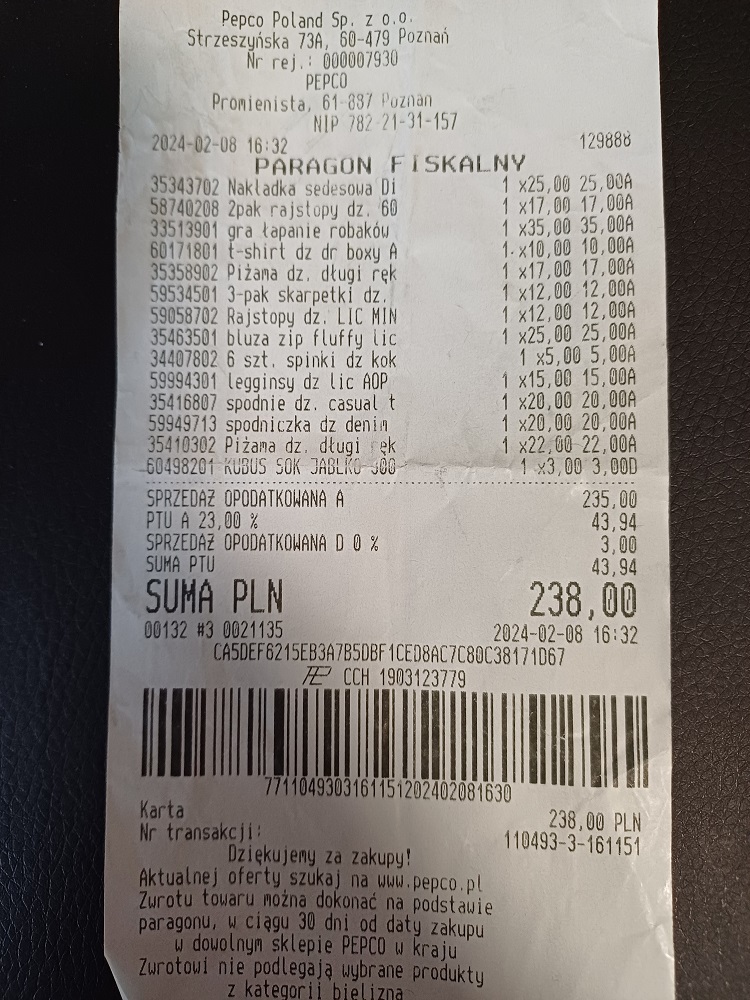 Pepco Poland Sp. z o.o.
Strzeszyńska 73A, 60-479 Poznań
Nr rej.: 000007930
PEPCO
Promienista, 61-887 Poznań
NIP 782-21-31-157
2024-02-08 16:32 129888
PARAGON FISKALNY
35343702 Nakładka sedesowa Di 1 x25,00 25,00A
58740208 2pak rajstopy dz. 60 1 x17,00 17,00A
33513901 gra łapanie robaków 1 x35,00 35,00A
60171801 t-shirt dz dr boxy A 1 x10,00 10,00A
35358902 Piżama dz. długi ręk 1 x17,00 17,00A
59534501 3-pak skarpetki dz. 1 x12,00 12,00A
59058702 Rajstopy dz. LIC MIN 1 x12,00 12,00A
35463501 bluza zip fluffy lic 1 x25,00 25,00A
34407802 6 szt. spinki dz kok 1 x5,00 5,00A
59994301 legginsy dz lic AOP 1 x15,00 15,00A
35416807 spodnie dz. casual t 1 x20,00 20,00A
59949713 spodniczka dz denim 1 x20,00 20,00A
35410302 Piżama dz. długi ręk 1 x22,00 22,00A
60498201 KUBUS SOK JABLKO 300 1 x3,00 3,00D
SPRZEDAŻ OPODATKOWANA A 235,00
PTU A 23,00 % 43,94
SPRZEDAŻ OPODATKOWANA D 0 % 3,00
SUMA PTU 43,94
SUMA PLN 238,00
00132 #3 0021135 2024-02-08 16:32
CA5DEF6215EB3A7B5DBF1CED8AC7C80C38171D67
CCH 1903123779
7711049303161151202402081630
Karta 238,00 PLN
Nr transakcji: 110493-3-161151
Dziękujemy za zakupy!
Aktualnej oferty szukaj na www.pepco.pl
Zwrotu towaru można dokonać na podstawie
paragonu, w ciągu 30 dni od daty zakupu
w dowolnym sklepie PEPCO w kraju
Zwrotowi nie podlegają wybrane produkty
z kategorii bielizna